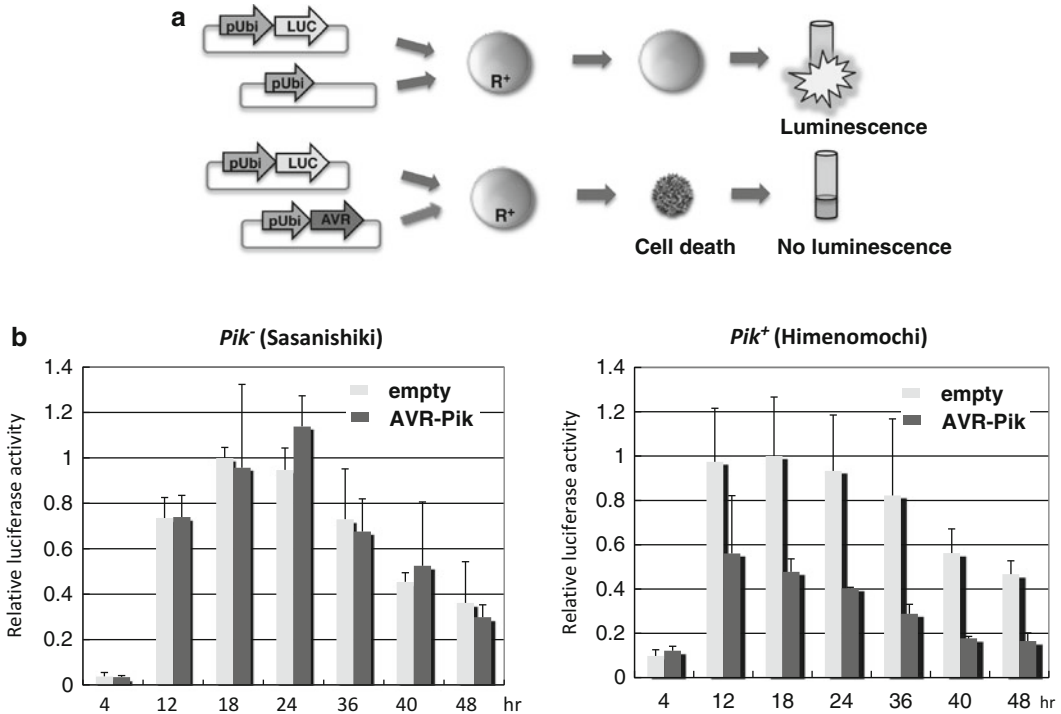 a
pUbi LUC
pUbi
R+
Luminescence
pUbi LUC
pUbi AVR
R+
Cell death
No luminescence
b
Pik- (Sasanishiki)
Relative luciferase activity
1.4
1.2
1
0.8
0.6
0.4
0.2
0
empty
AVR-Pik
4 12 18 24 36 40 48 hr
Pik+ (Himenomochi)
Relative luciferase activity
1.4
1.2
1
0.8
0.6
0.4
0.2
0
empty
AVR-Pik
4 12 18 24 36 40 48 hr